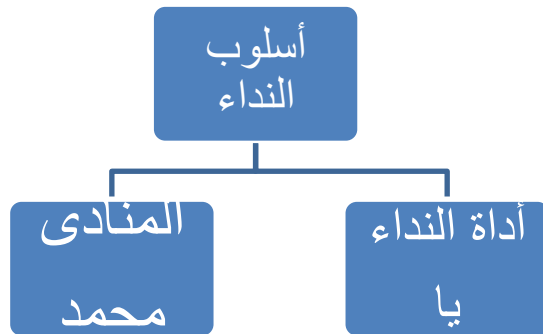 أسلوب
النداء
أداة النداء
يا
المنادى
محمد